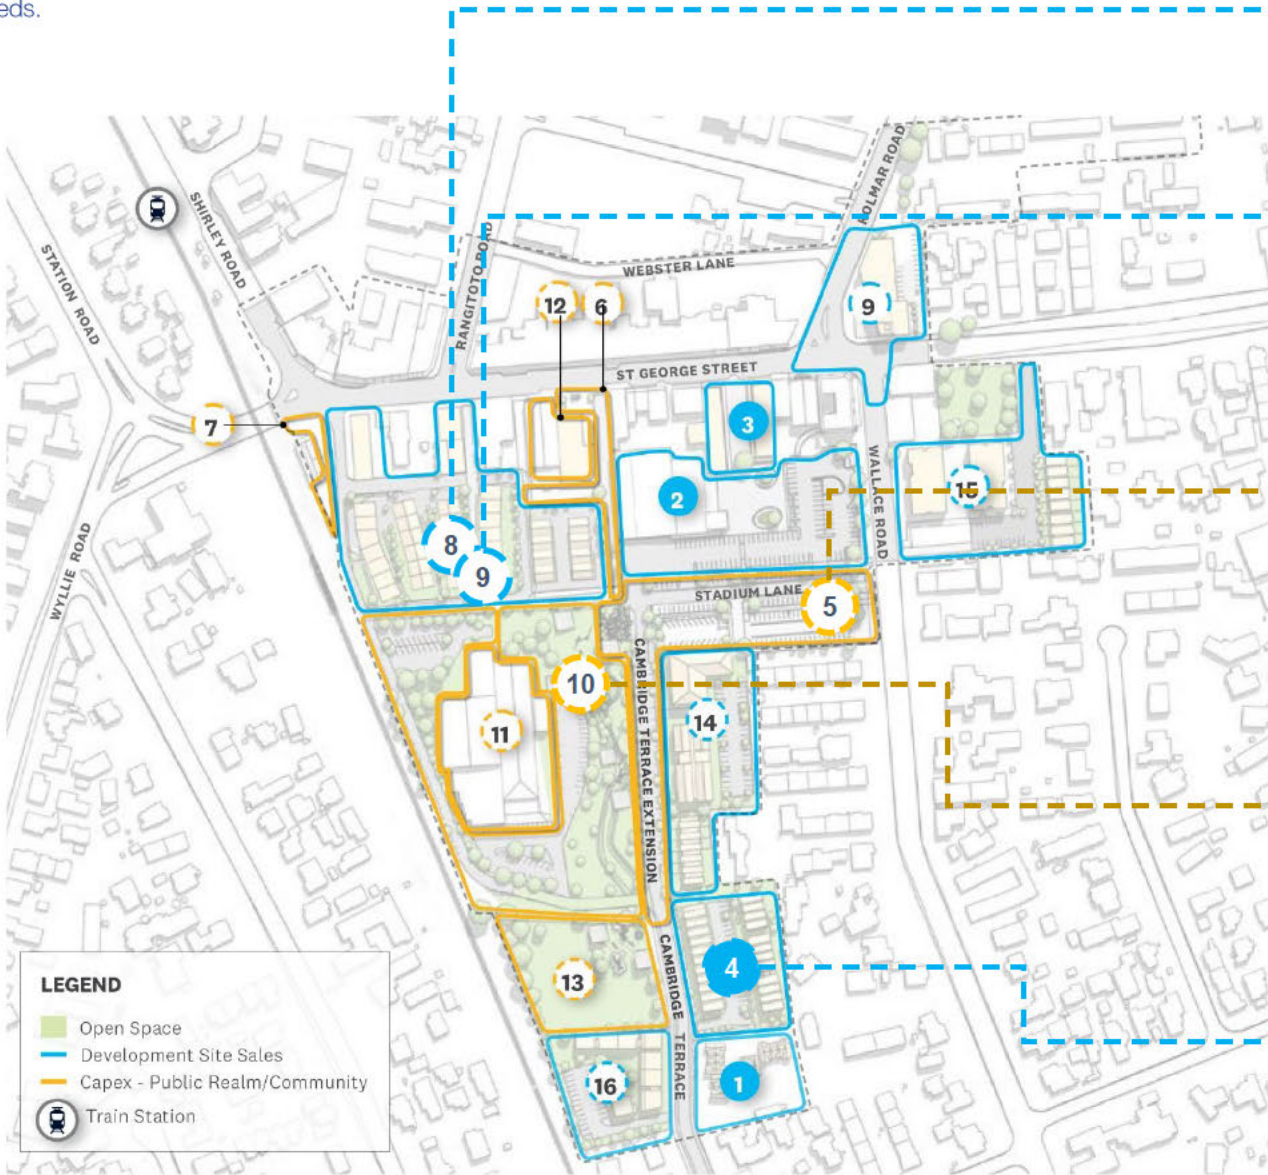 eds.
KOLMAR ROAD
SHIRLEY ROAD
STATION ROAD
RANGITOTO ROAD
WEBSTER LANE
12
6
9
ST GEORGE STREET
7
3
WALLACE ROAD
2
15
8
9
WYLLIE ROAD
STADIUM LANE
5
CAMBRIDGE TERRACE EXTENSION
10
11
14
CAMBRIDGE TERRACE
4
13
16
1
LEGEND
Open Space
Development Site Sales
Capex - Public Realm/Community
Train Station